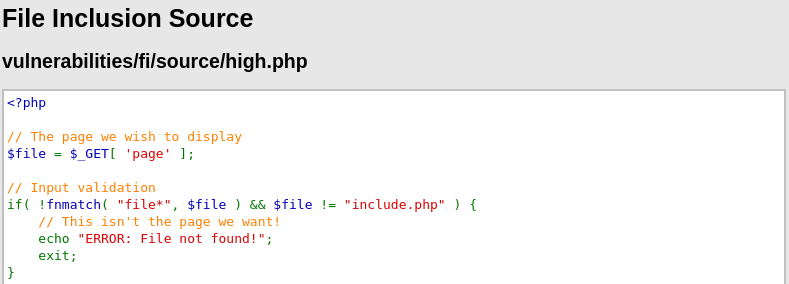 File Inclusion Source
vulnerabilities/fi/source/high.php
<?php
// The page we wish to display
$file = $_GET[ 'page' ];
// Input validation
if( !fnmatch( "file*", $file ) && $file != "include.php" ) {
    // This isn't the page we want!
    echo "ERROR: File not found!";
    exit;
}